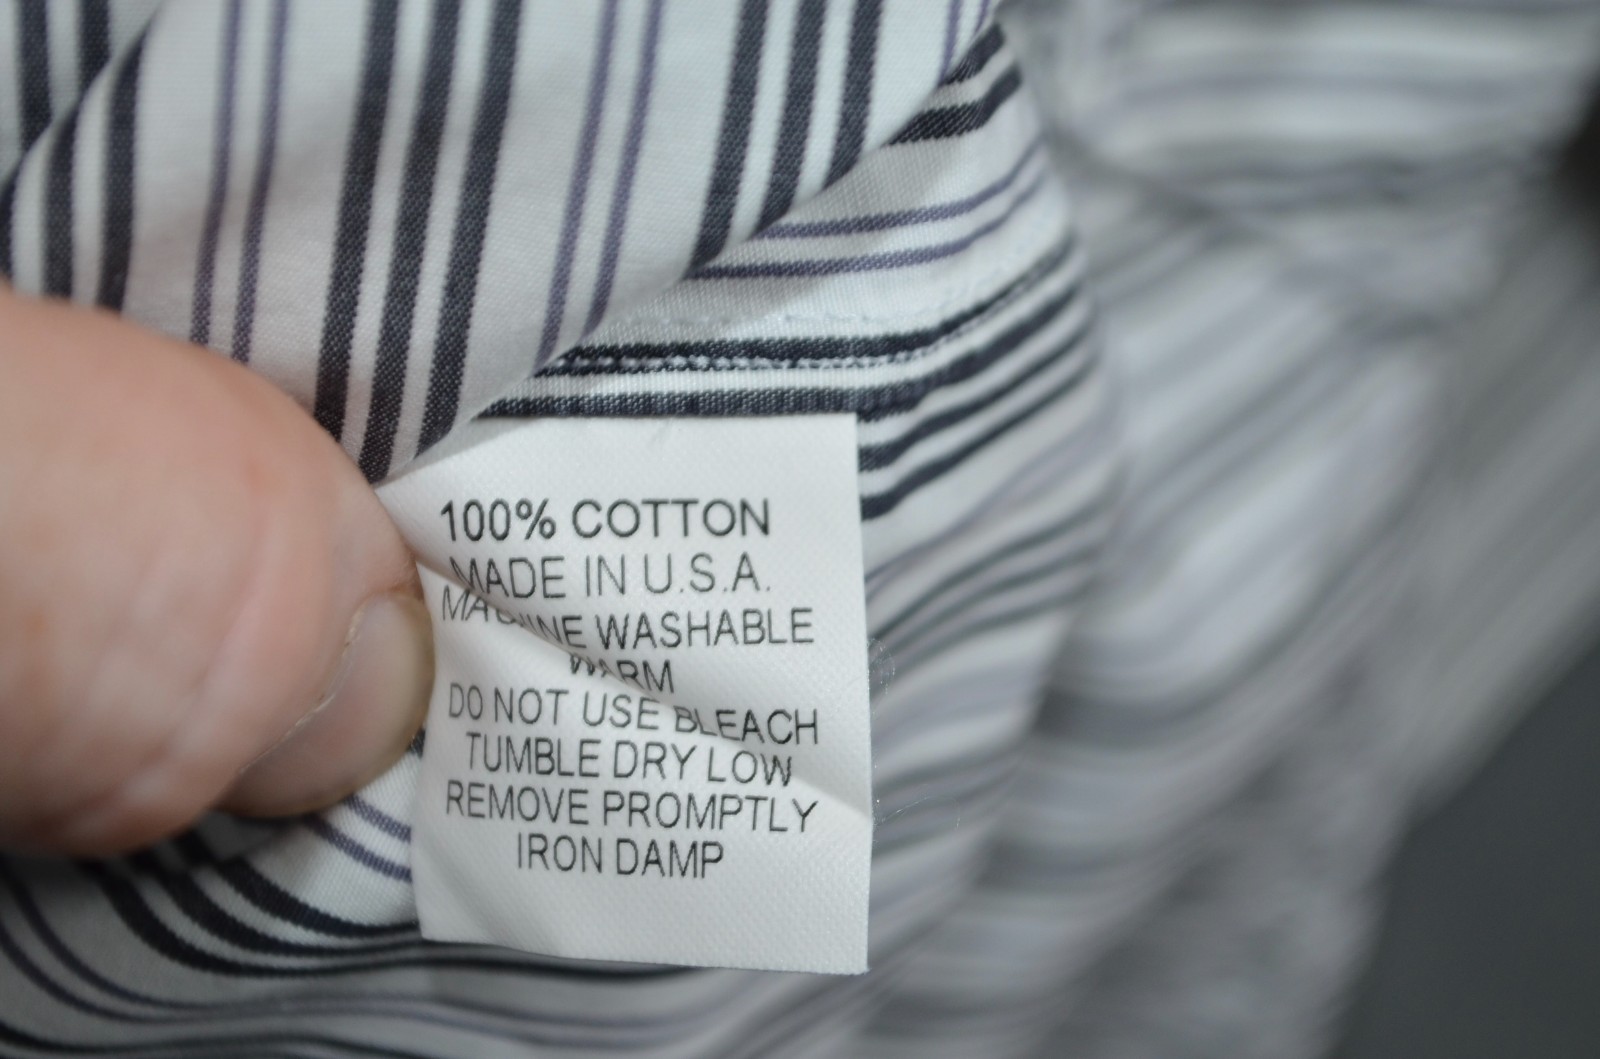 100% COTTON
MADE IN U.S.A.
MACHINE WASHABLE
WARM
DO NOT USE BLEACH
TUMBLE DRY LOW
REMOVE PROMPTLY
IRON DAMP